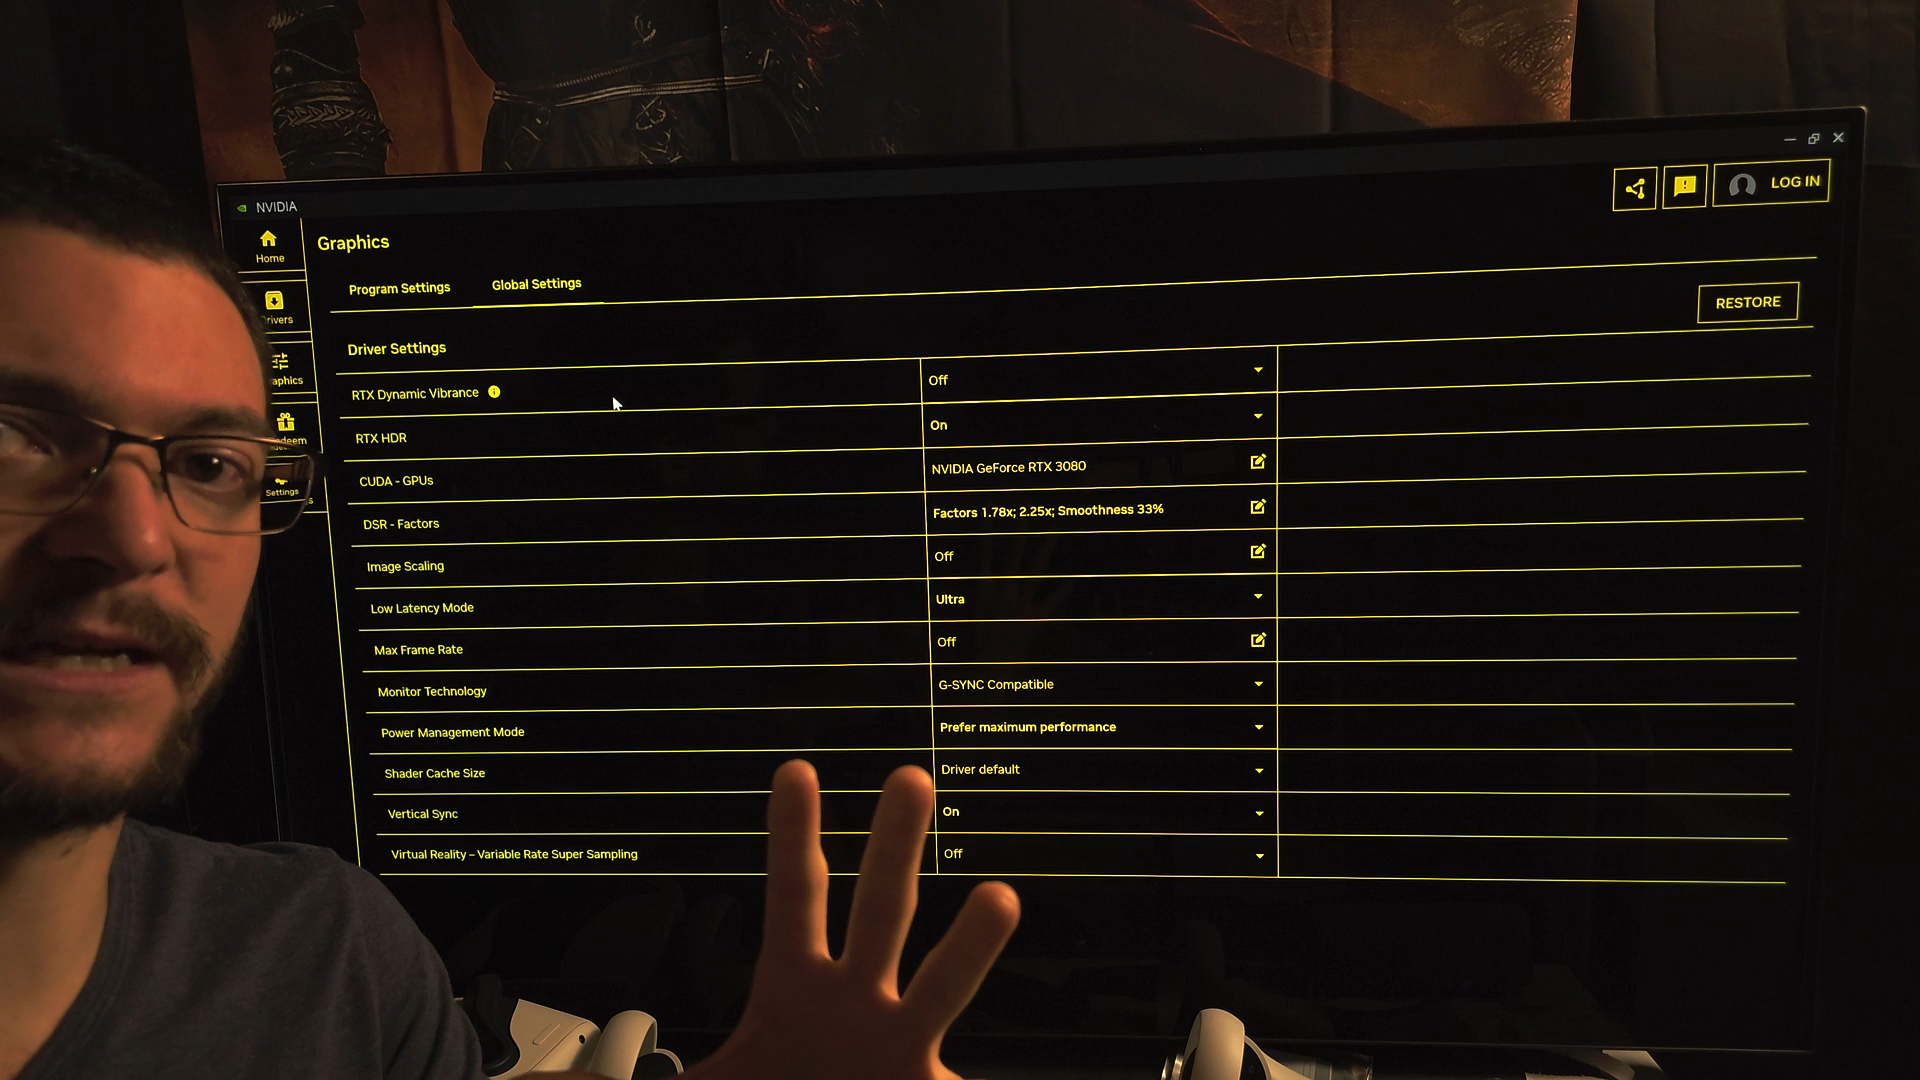 NVIDIA
LOG IN
Home
Graphics
Program Settings
Global Settings
rivers
RESTORE
Driver Settings
aphics
RTX Dynamic Vibrance
Off
RTX HDR
On
deem
CUDA - GPUs
NVIDIA GeForce RTX 3080
Settings
DSR - Factors
Factors 1.78x; 2.25x; Smoothness 33%
Image Scaling
Off
Low Latency Mode
Ultra
Max Frame Rate
Off
Monitor Technology
G-SYNC Compatible
Power Management Mode
Prefer maximum performance
Shader Cache Size
Driver default
Vertical Sync
On
Virtual Reality – Variable Rate Super Sampling
Off